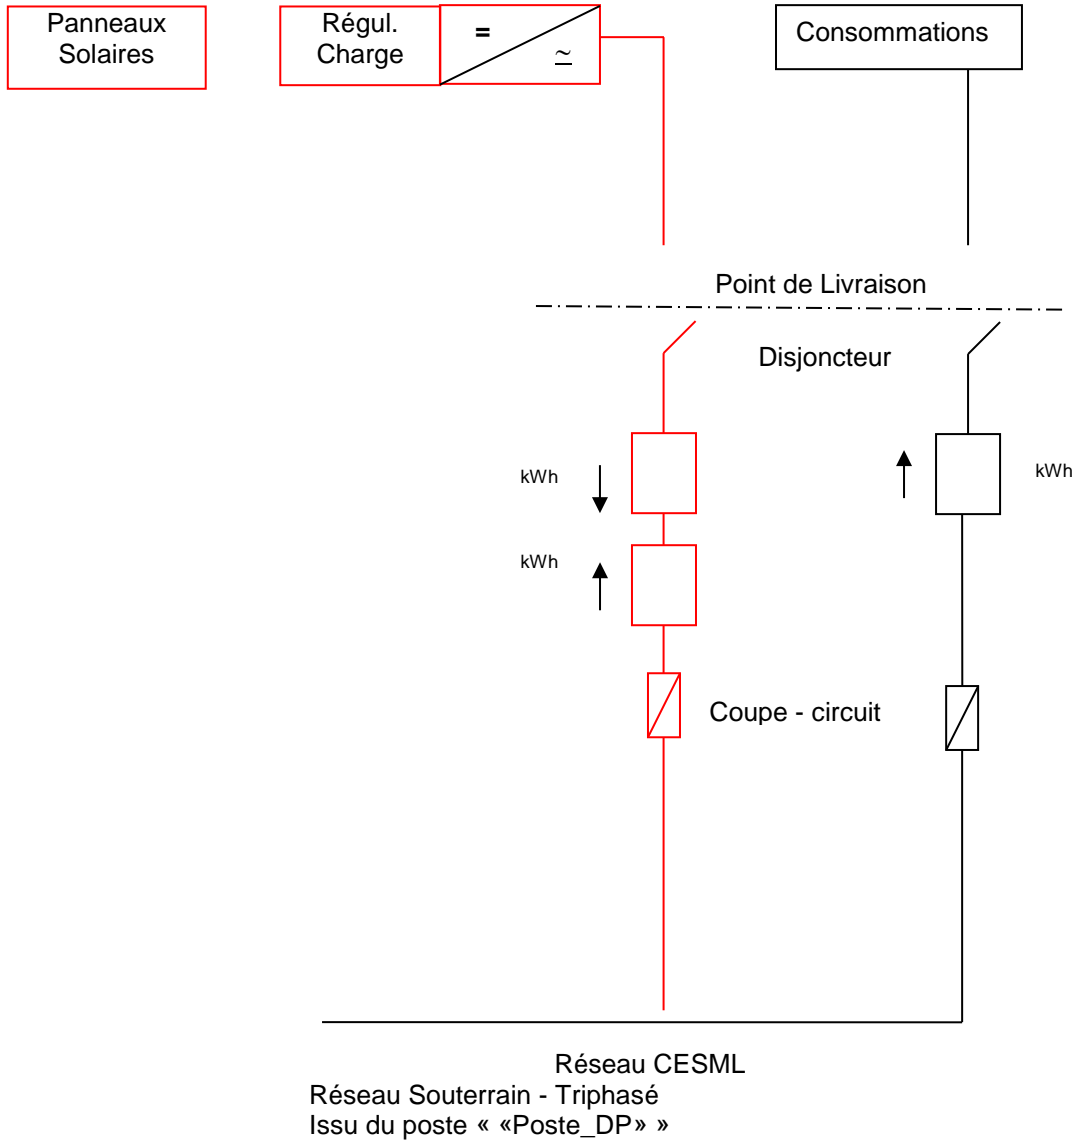 Panneaux
Solaires
Régul.
Charge
=
≃
Consommations
Point de Livraison
Disjoncteur
kWh
kWh
kWh
Coupe - circuit
Réseau CESML
Réseau Souterrain - Triphasé
Issu du poste « «Poste_DP» »